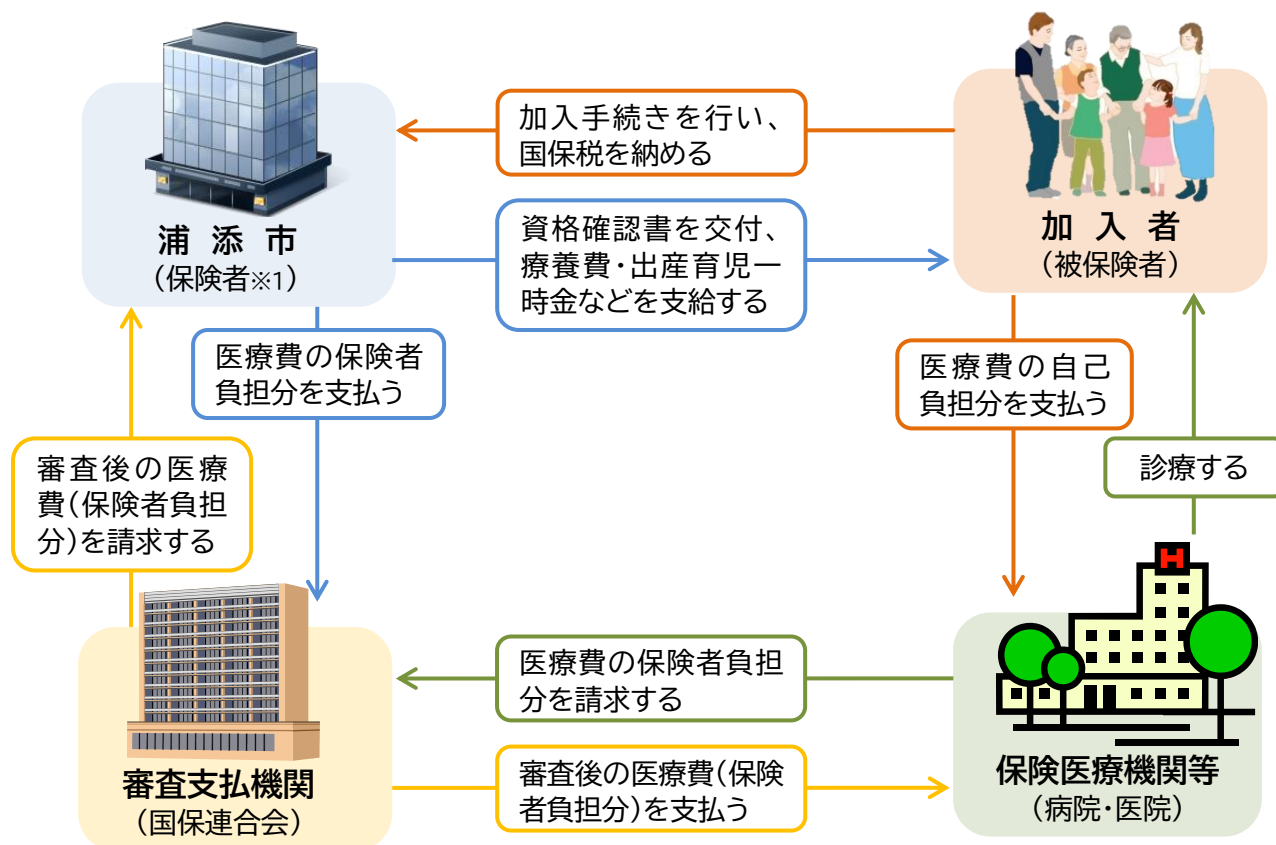 加入手続きを行い、
国保税を納める
浦添市
（保険者※1）
資格確認書を交付、
療養費・出産育児一
時金などを支給する
加入者
（被保険者）
医療費の保険者
負担分を支払う
医療費の自己
負担分を支払う
審査後の医療
費（保険者負担
分）を請求する
診療する
H
医療費の保険者負担
分を請求する
審査支払機関
（国保連合会）
審査後の医療費（保険
者負担分）を支払う
保険医療機関等
（病院・医院）